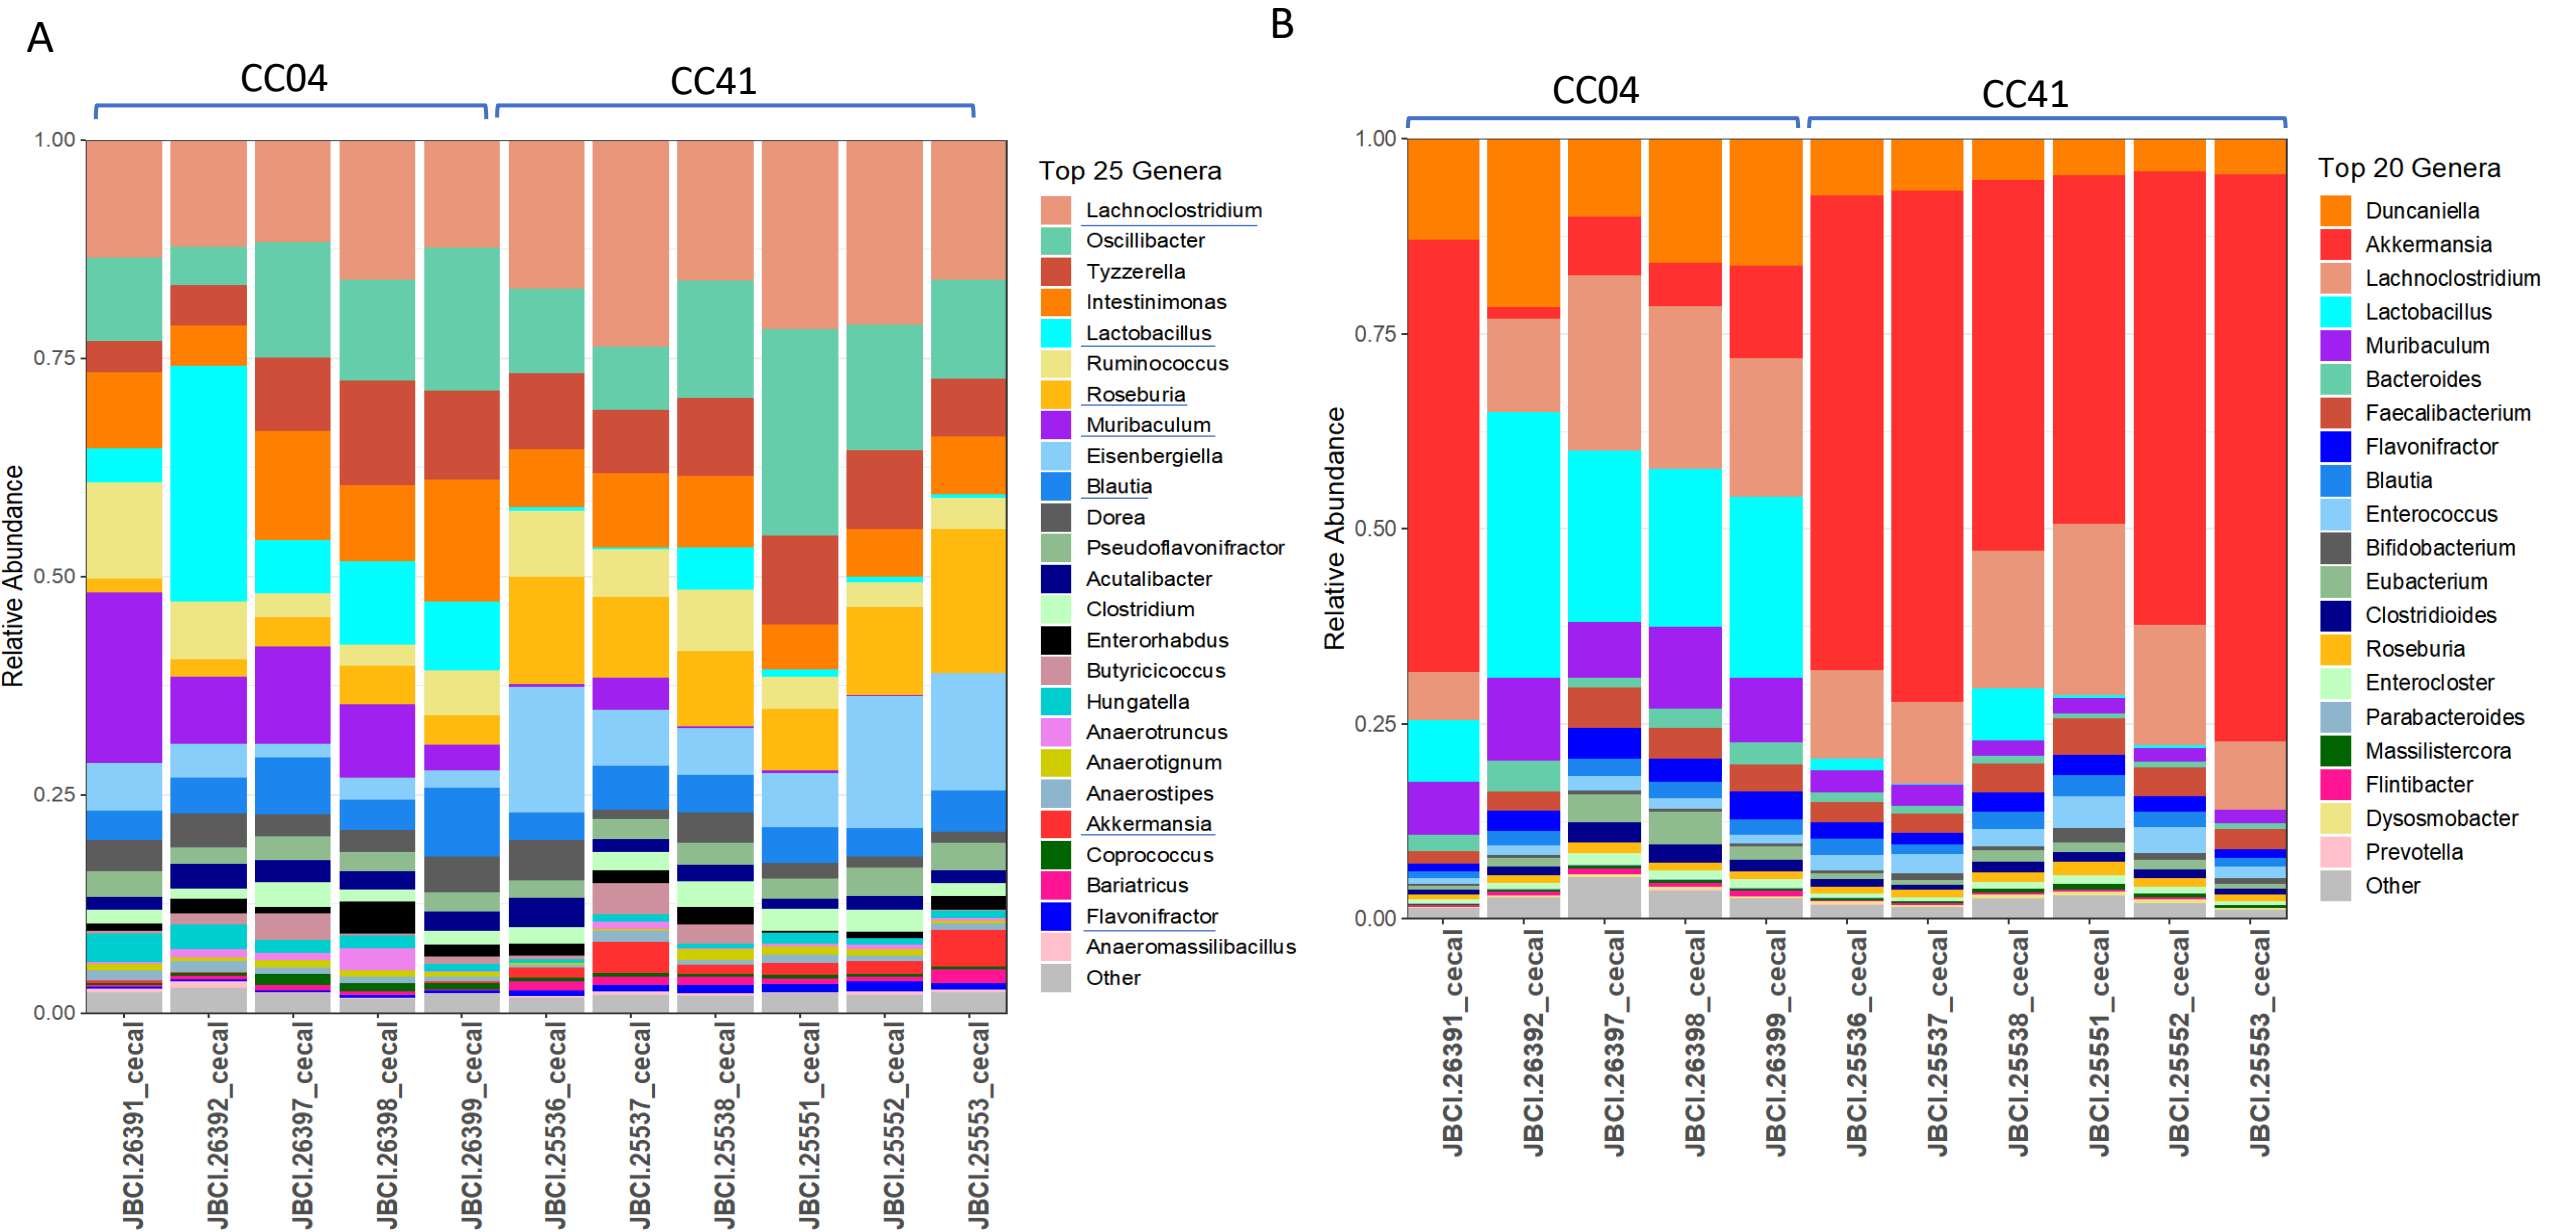 A
CC04
CC41
1.00
0.75
0.50
0.25
0.00
Relative Abundance
JBCI.26391_cecal
JBCI.26392_cecal
JBCI.26397_cecal
JBCI.26398_cecal
JBCI.26399_cecal
JBCI.25536_cecal
JBCI.25537_cecal
JBCI.25538_cecal
JBCI.25551_cecal
JBCI.25552_cecal
JBCI.25553_cecal
Top 25 Genera
Lachnoclostridium
Oscillibacter
Tyzzerella
Intestinimonas
Lactobacillus
Ruminococcus
Roseburia
Muribaculum
Eisenbergiella
Blautia
Dorea
Pseudoflavonifractor
Acutalibacter
Clostridium
Enterorhabdus
Butyricicoccus
Hungatella
Anaerotruncus
Anaerotignum
Anaerostipes
Akkermansia
Coprococcus
Bariatricus
Flavonifractor
Anaeromassilibacillus
Other
B
CC04
CC41
1.00
0.75
0.50
0.25
0.00
Relative Abundance
JBCI.26391_cecal
JBCI.26392_cecal
JBCI.26397_cecal
JBCI.26398_cecal
JBCI.26399_cecal
JBCI.25536_cecal
JBCI.25537_cecal
JBCI.25538_cecal
JBCI.25551_cecal
JBCI.25552_cecal
JBCI.25553_cecal
Top 20 Genera
Duncaniella
Akkermansia
Lachnoclostridium
Lactobacillus
Muribaculum
Bacteroides
Faecalibacterium
Flavonifractor
Blautia
Enterococcus
Bifidobacterium
Eubacterium
Clostridioides
Roseburia
Enterocloster
Parabacteroides
Massilistercora
Flintibacter
Dysosmobacter
Prevotella
Other